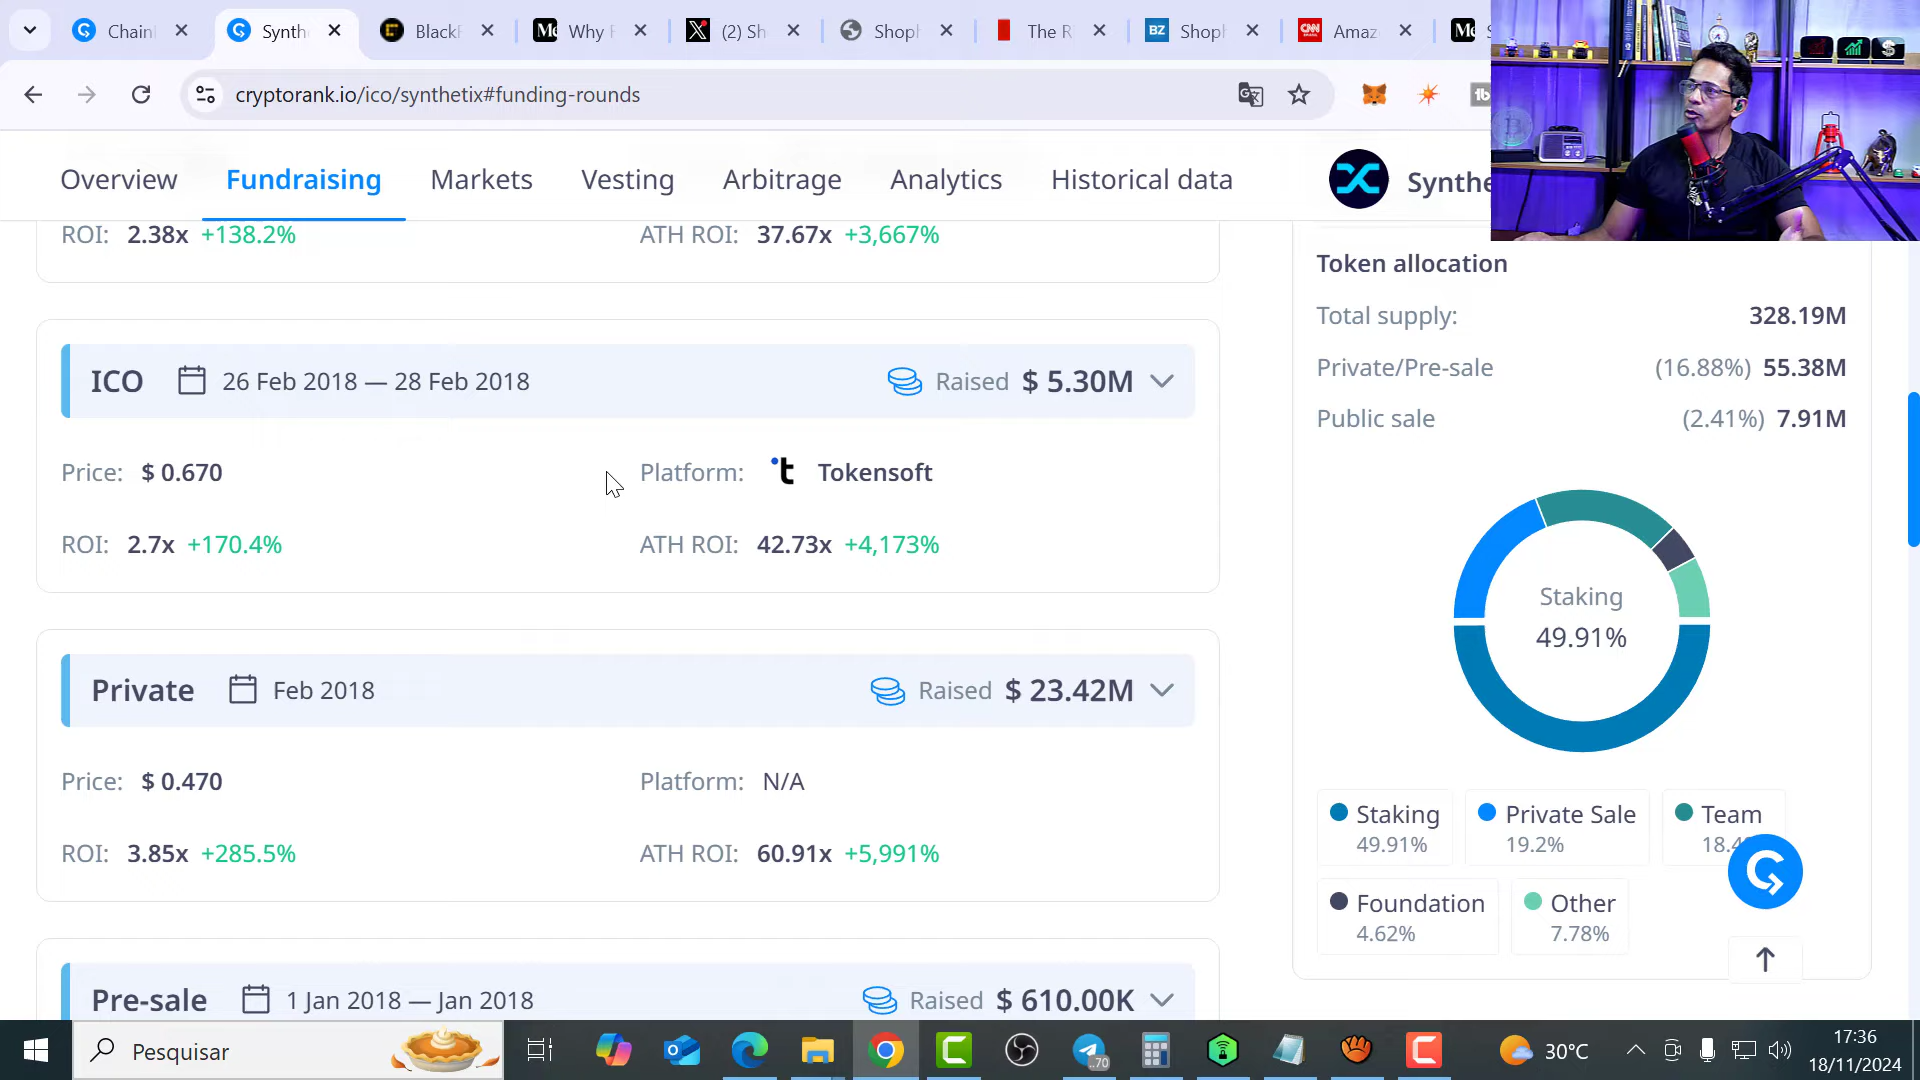 Chain
Synth
BlackR
Why
(2) Sh
Shoph
The R
Shoph
Amaz
cryptorank.io/ico/synthetix#funding-rounds
Overview
Fundraising
Markets
Vesting
Arbitrage
Analytics
Historical data
Synthe
ROI: 2.38x +138.2%
ATH ROI: 37.67x +3,667%
ICO 26 Feb 2018 — 28 Feb 2018 Raised $ 5.30M
Price: $ 0.670
Platform: Tokensoft
ROI: 2.7x +170.4%
ATH ROI: 42.73x +4,173%
Private Feb 2018 Raised $ 23.42M
Price: $ 0.470
Platform: N/A
ROI: 3.85x +285.5%
ATH ROI: 60.91x +5,991%
Pre-sale 1 Jan 2018 — Jan 2018 Raised $ 610.00K
Token allocation
Total supply: 328.19M
Private/Pre-sale (16.88%) 55.38M
Public sale (2.41%) 7.91M
Staking
49.91%
Staking
49.91%
Private Sale
19.2%
Team
18.4
Foundation
4.62%
Other
7.78%
Pesquisar
70
30°C
17:36
18/11/2024